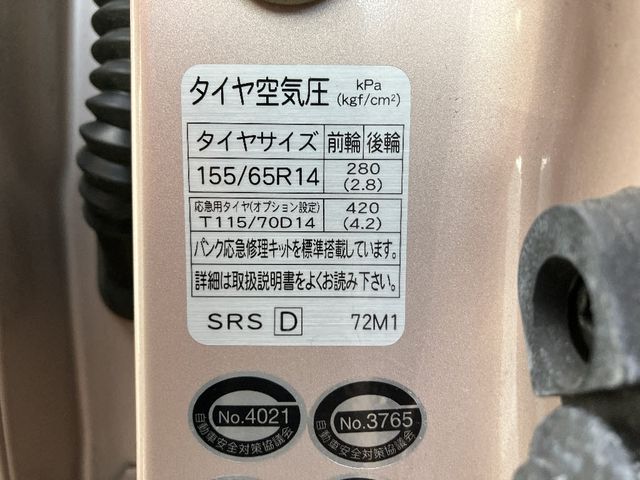 タイヤ空気圧 kPa (kgf/cm²)
タイヤサイズ 前輪 後輪
155/65R14 280 (2.8)
応急用タイヤ(オプション設定) 420
T115/70D14 (4.2)
パンク応急修理キットを標準搭載しています。
詳細は取扱説明書をよくお読み下さい。
SRS D 72M1
No.4021
自動車安全対策協議会
No.3765
自動車安全対策協議会